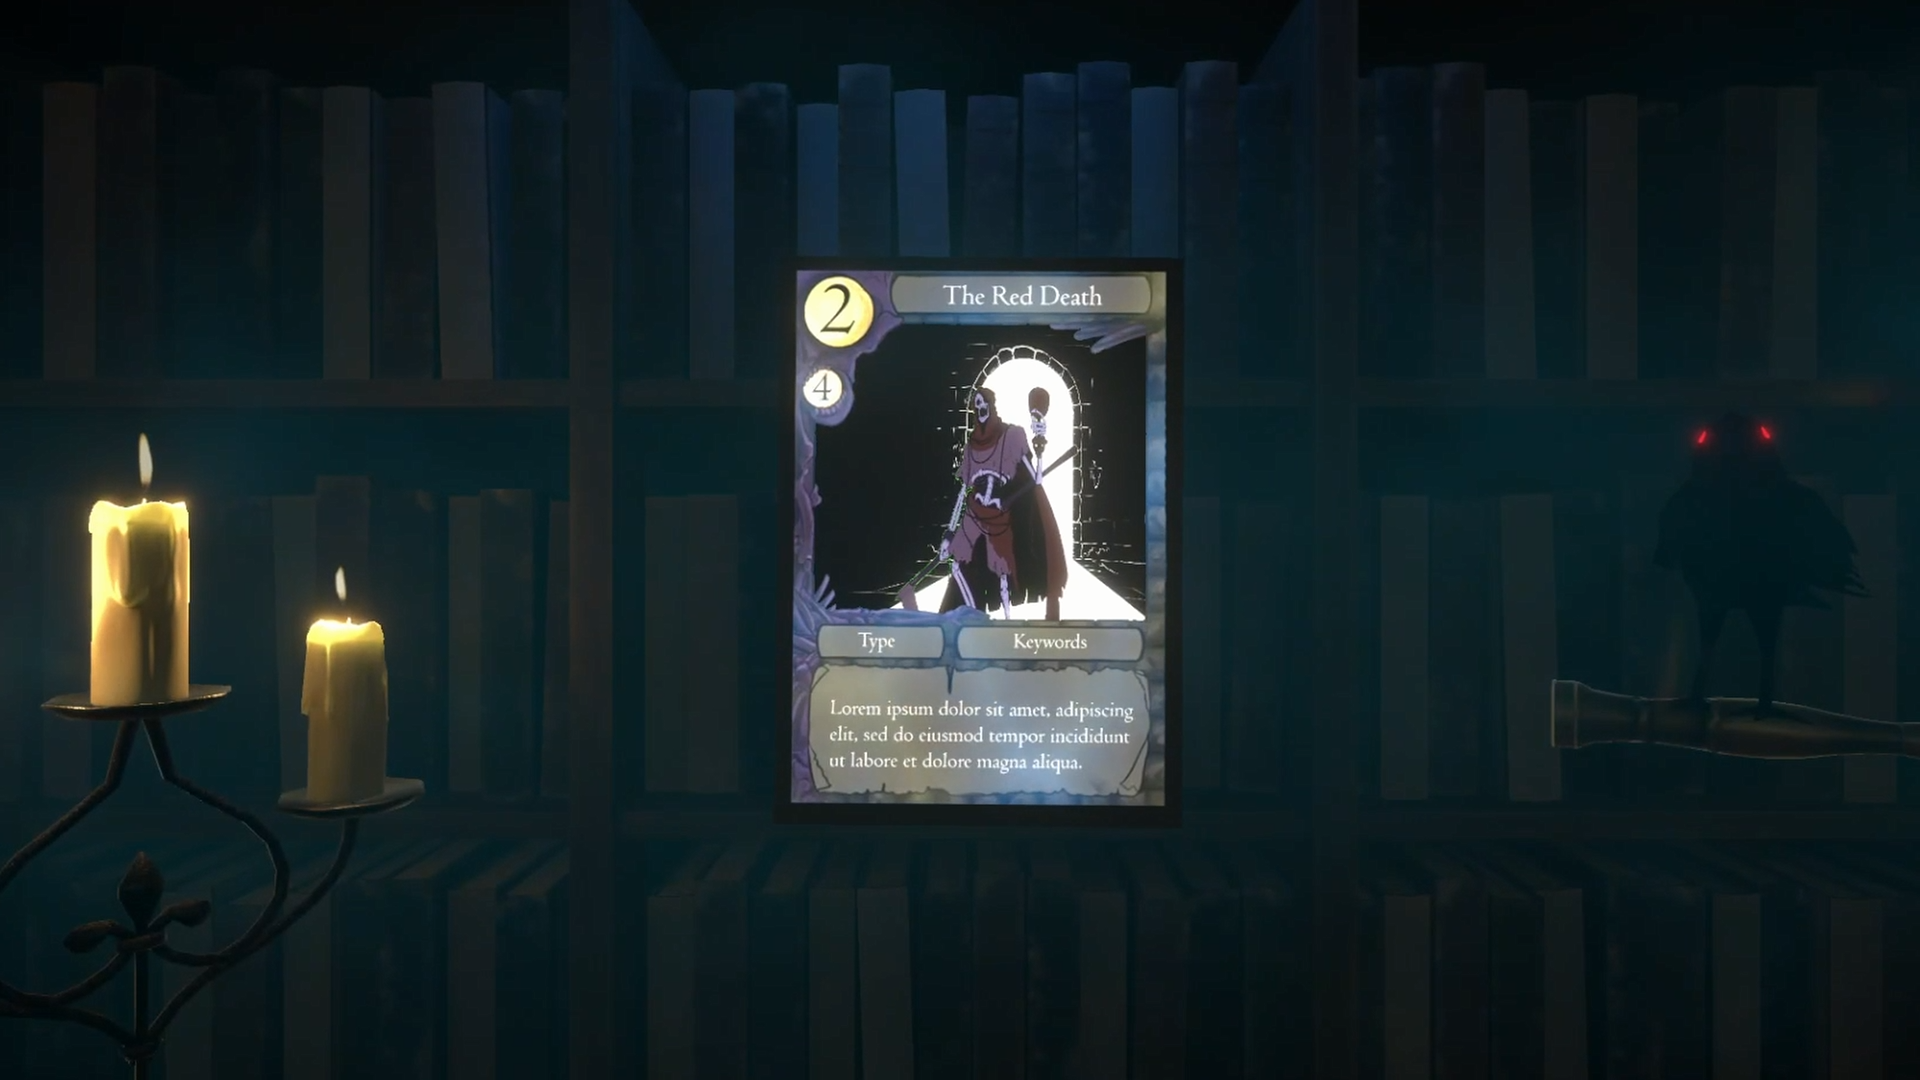 2
The Red Death
4
Type
Keywords
Lorem ipsum dolor sit amet, adipiscing
elit, sed do eiusmod tempor incididunt
ut labore et dolore magna aliqua.